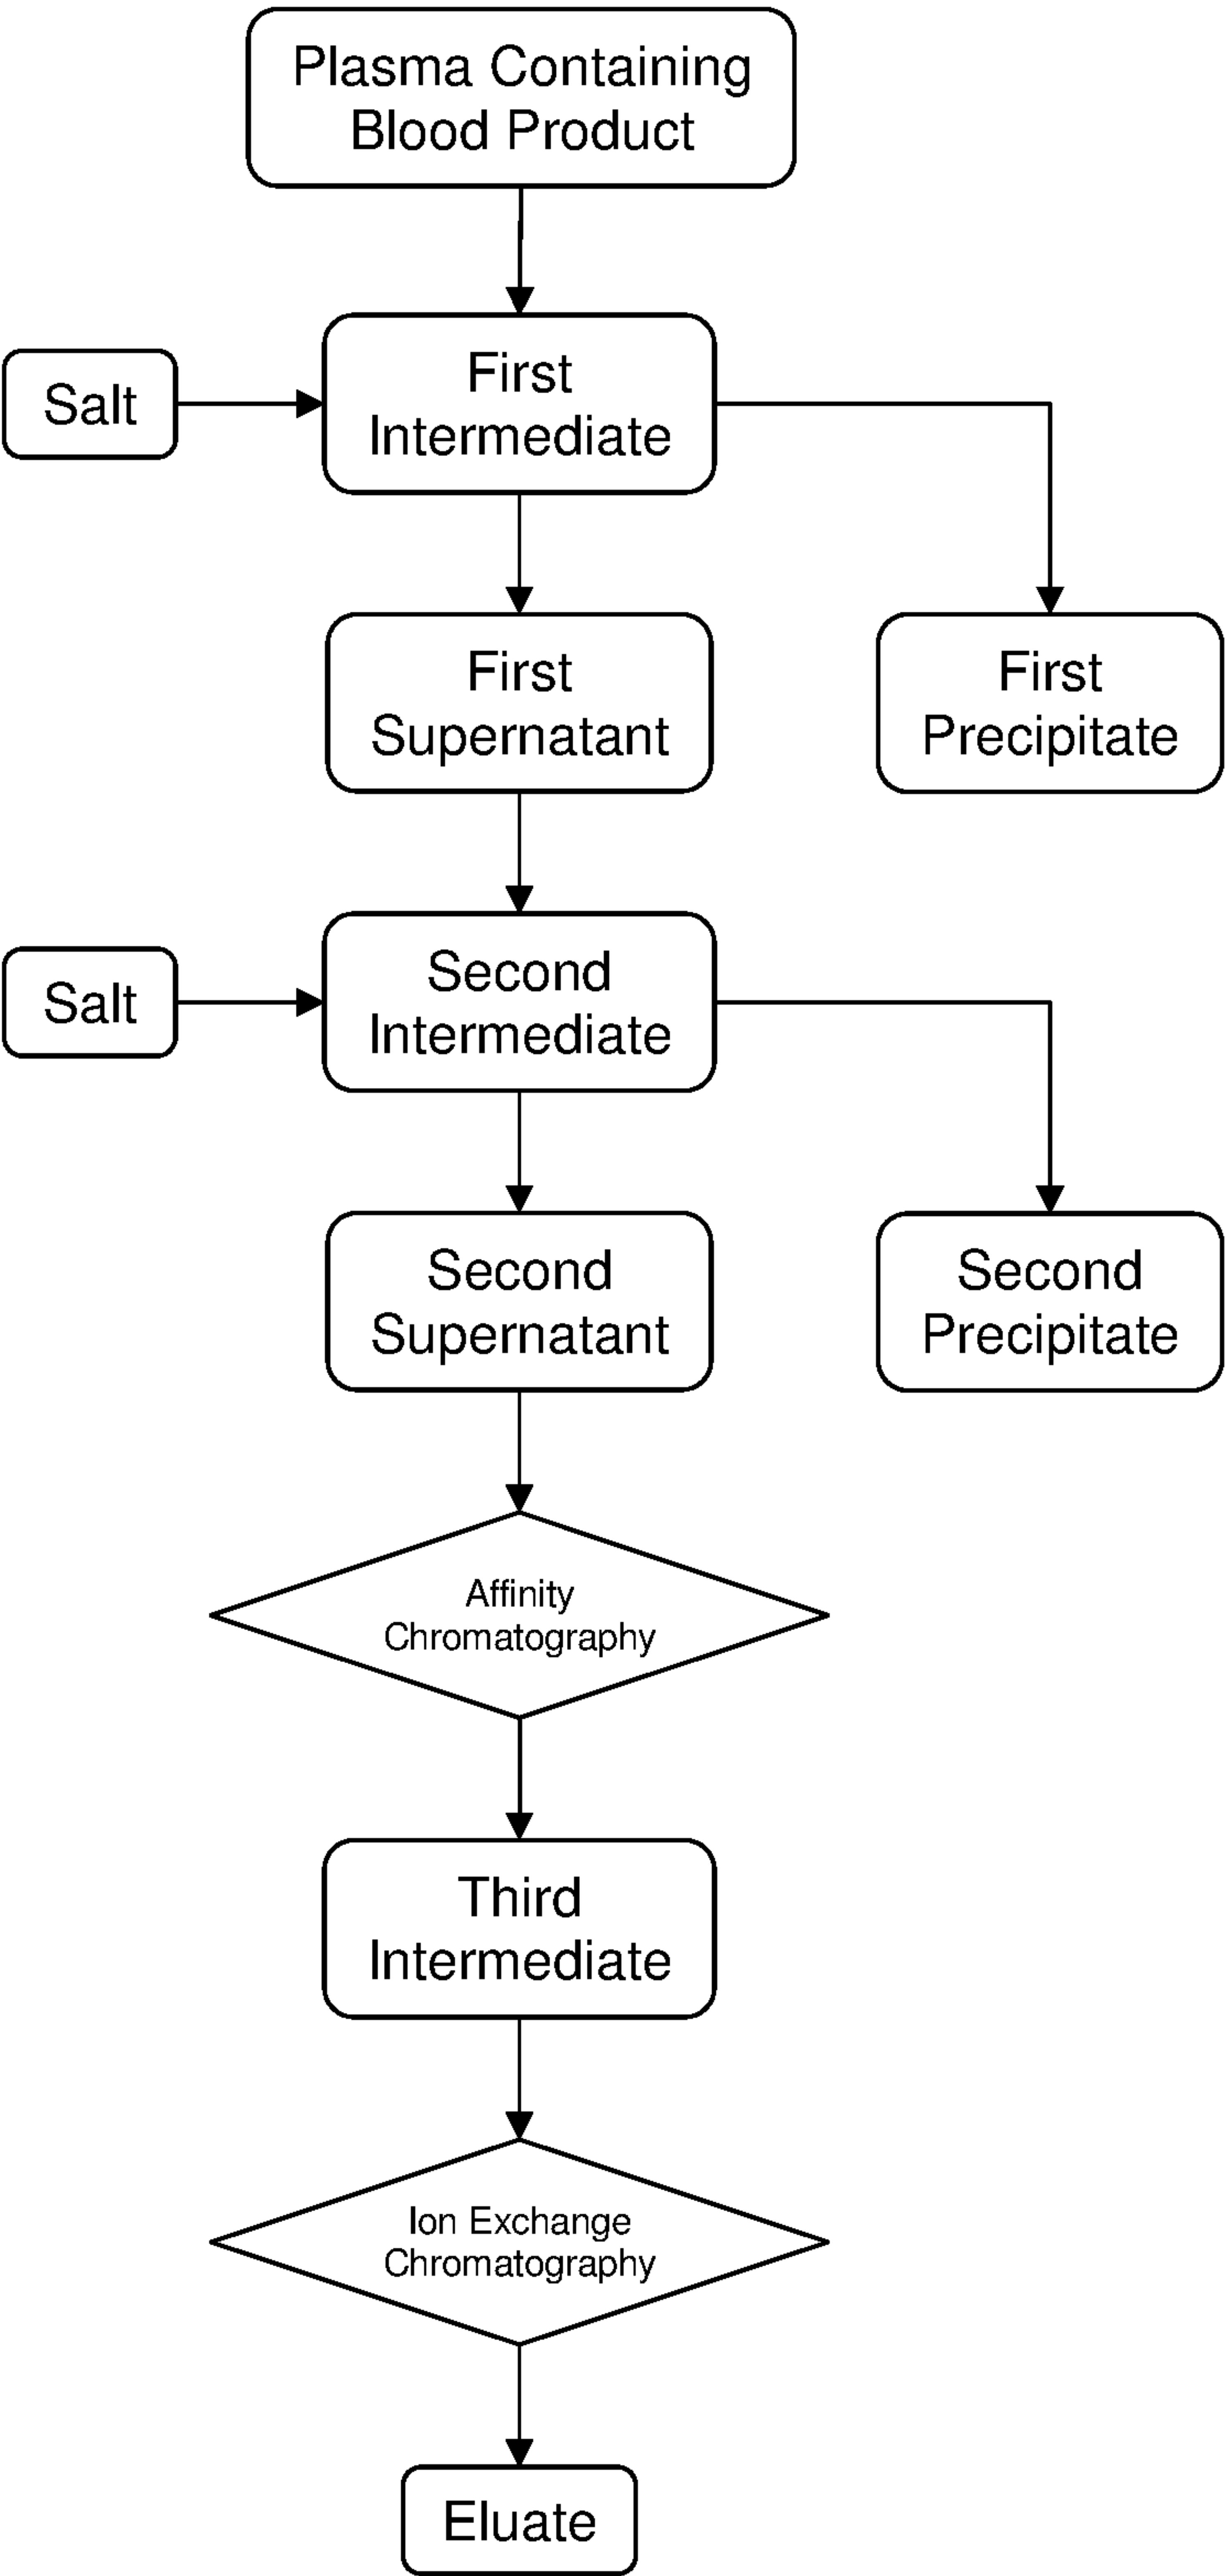 Plasma Containing
Blood Product
Salt
First
Intermediate
First
Supernatant
First
Precipitate
Salt
Second
Intermediate
Second
Supernatant
Second
Precipitate
Affinity
Chromatography
Third
Intermediate
Ion Exchange
Chromatography
Eluate